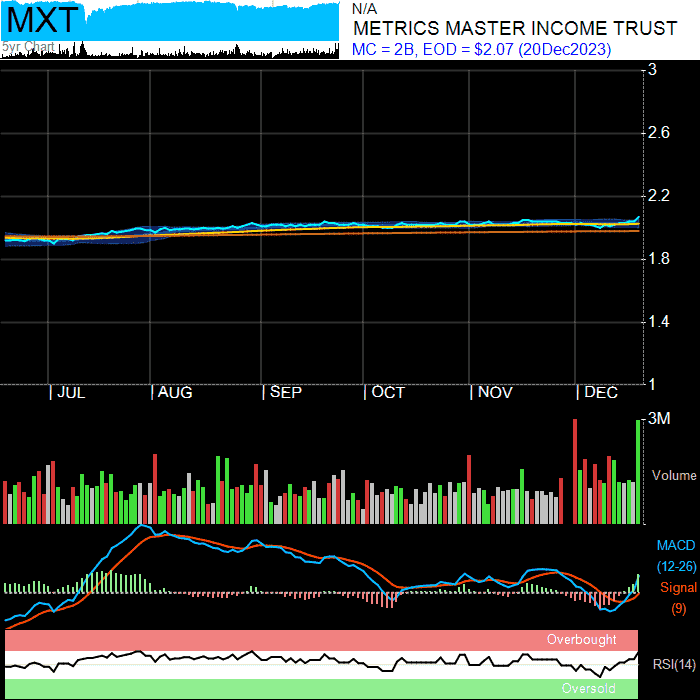 MXT
5yr Chart
N/A
METRICS MASTER INCOME TRUST
MC = 2B, EOD = $2.07 (20Dec2023)
3
2.6
2.2
1.8
1.4
1
JUL AUG SEP OCT NOV DEC
3M
Volume
MACD
(12-26)
Signal
(9)
Overbought
RSI(14)
Oversold